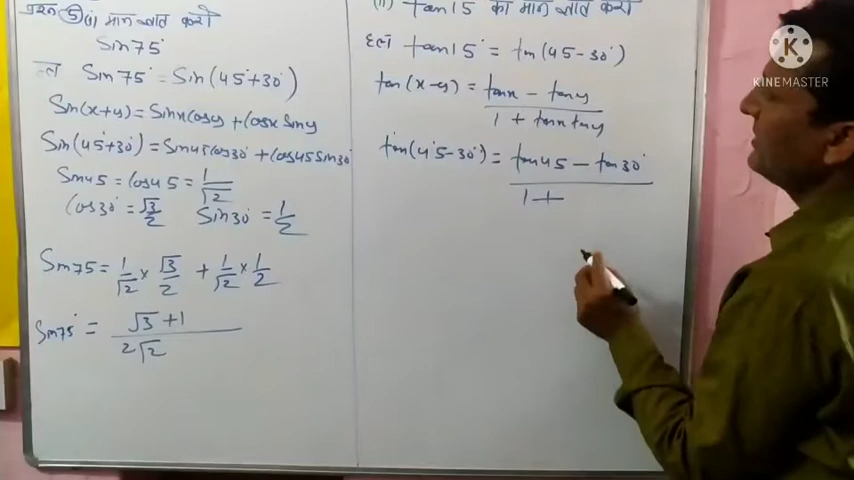 प्रश्न ⑤ (i) मान ज्ञात करो
Sin75°
हल Sin75° = Sin(45°+30°)
Sin(x+y) = Sinx Cosy + Cosx Siny
Sin(45°+30°) = Sin45 Cos30° + Cos45 Sin30°
Sin45 = Cos45 = 1/√2
Cos30° = √3/2 Sin30° = 1/2
Sin75 = 1/√2 × √3/2 + 1/√2 × 1/2
Sin75° = √3+1 / 2√2
(ii) tan15 का मान ज्ञात करो
हल tan15° = tan(45-30°)
tan(x-y) = tanx - tany / 1 + tanx tany
tan(45°-30°) = tan45 - tan30° / 1 +
K
KINEMASTER